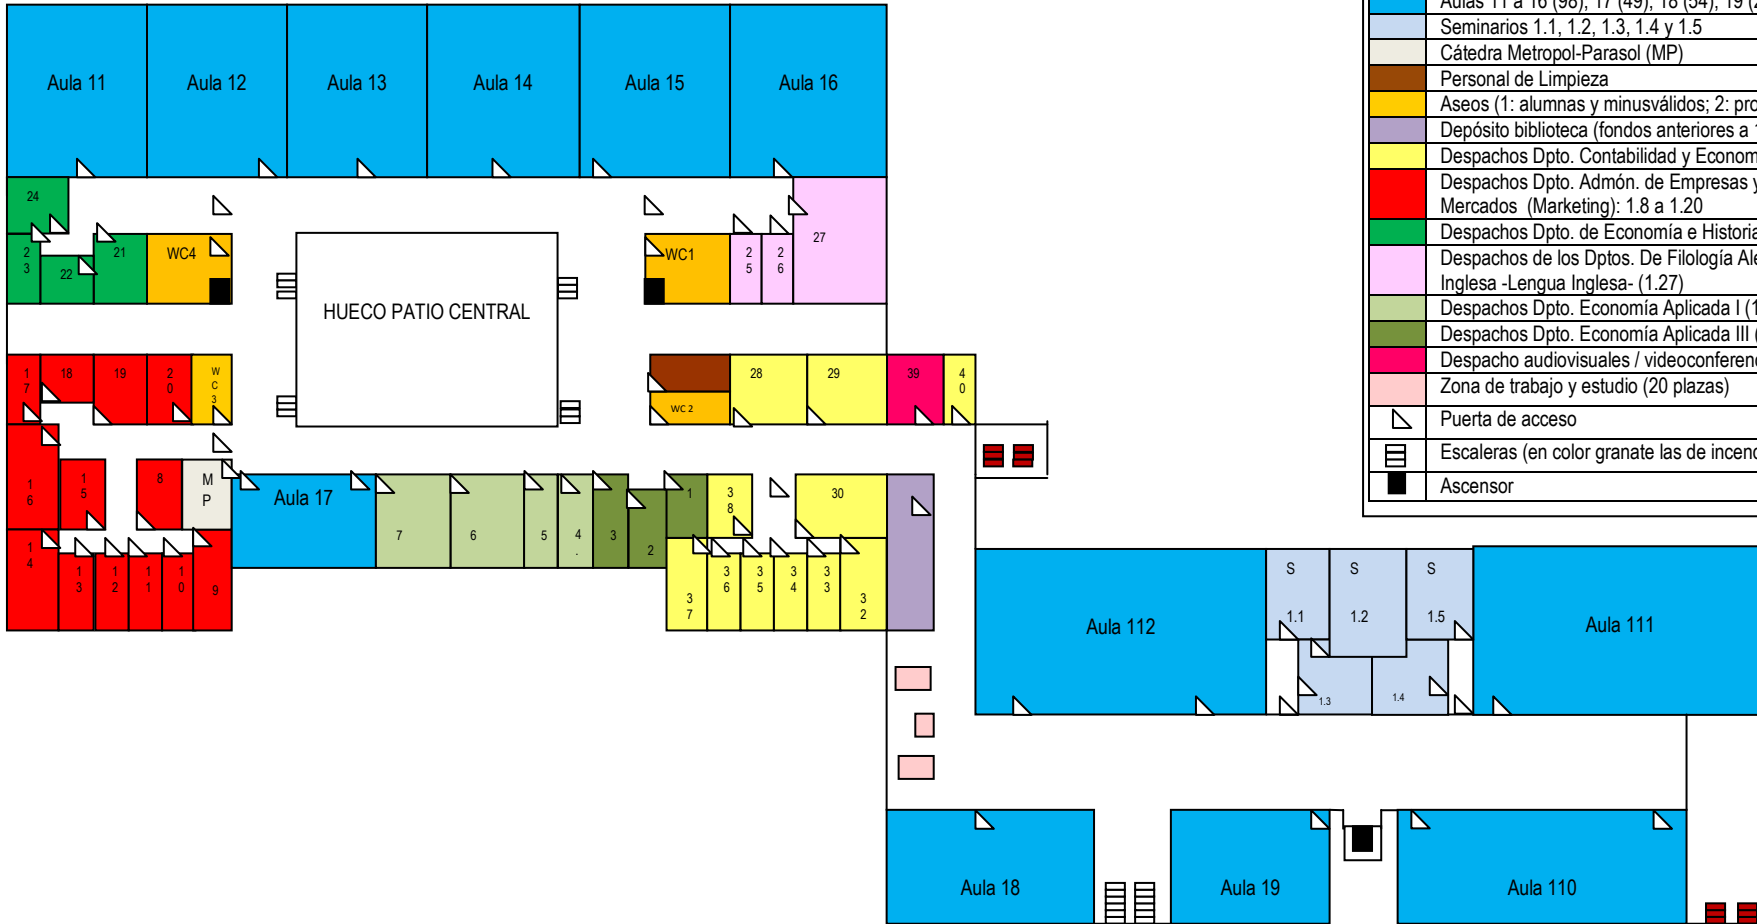 Aula 11
Aula 12
Aula 13
Aula 14
Aula 15
Aula 16
24
23
22
21
WC4
WC1
25
26
27
HUECO PATIO CENTRAL
17
18
19
20
WC3
WC 2
28
29
39
40
16
15
8
MP
Aula 17
7
6
5
4.
3
2
1
38
30
14
13
12
11
10
9
37
36
35
34
33
32
Aula 112
S 1.1
S 1.2
S 1.5
1.3
1.4
Aula 111
Aula 18
Aula 19
Aula 110
Aulas 11 a 16 (98), 17 (49), 18 (54), 19
Seminarios 1.1, 1.2, 1.3, 1.4 y 1.5
Cátedra Metropol-Parasol (MP)
Personal de Limpieza
Aseos (1: alumnas y minusválidos; 2: pro
Depósito biblioteca (fondos anteriores a
Despachos Dpto. Contabilidad y Econom
Despachos Dpto. Admón. de Empresas y
Mercados (Marketing): 1.8 a 1.20
Despachos Dpto. de Economía e Historia
Despachos de los Dptos. De Filología Ale
Inglesa -Lengua Inglesa- (1.27)
Despachos Dpto. Economía Aplicada I (1
Despachos Dpto. Economía Aplicada III (
Despacho audiovisuales / videoconferenc
Zona de trabajo y estudio (20 plazas)
Puerta de acceso
Escaleras (en color granate las de incend
Ascensor